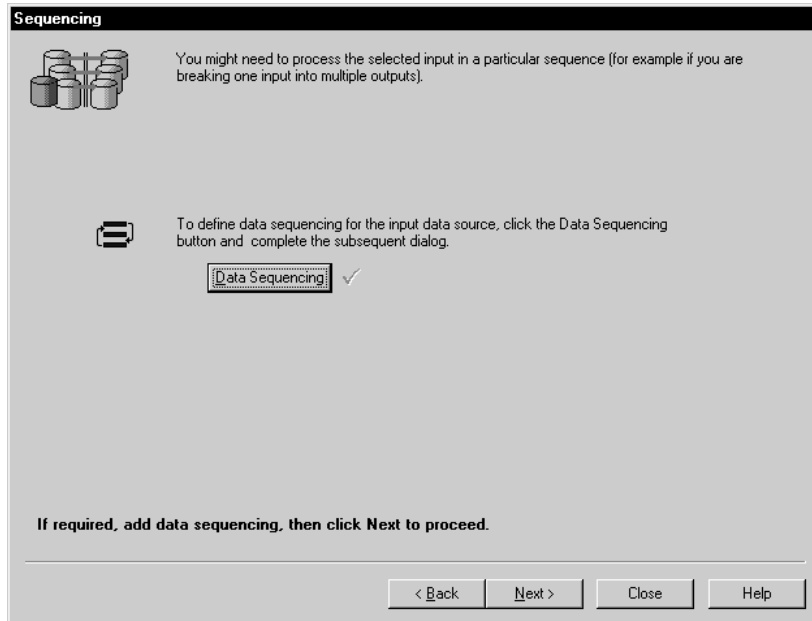 Sequencing
You might need to process the selected input in a particular sequence (for example if you are
breaking one input into multiple outputs).
To define data sequencing for the input data source, click the Data Sequencing
button and  complete the subsequent dialog.
Data Sequencing
If required, add data sequencing, then click Next to proceed.
< Back   Next >   Close   Help